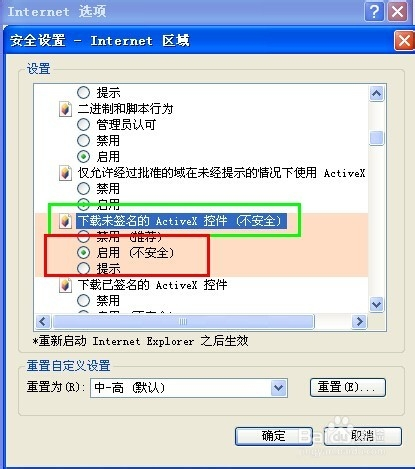 Internet 选项
安全设置 - Internet 区域
设置
提示
二进制和脚本行为
管理员认可
禁用
启用
仅允许经过批准的域在未经提示的情况下使用 ActiveX
禁用
启用
下载未签名的 ActiveX 控件 (不安全)
禁用 (推荐)
启用 (不安全)
提示
下载已签名的 ActiveX 控件
禁用
启用 (不安全)
*重新启动 Internet Explorer 之后生效
重置自定义设置
重置为(R): 中-高 (默认) 重置(E)...
确定 取消